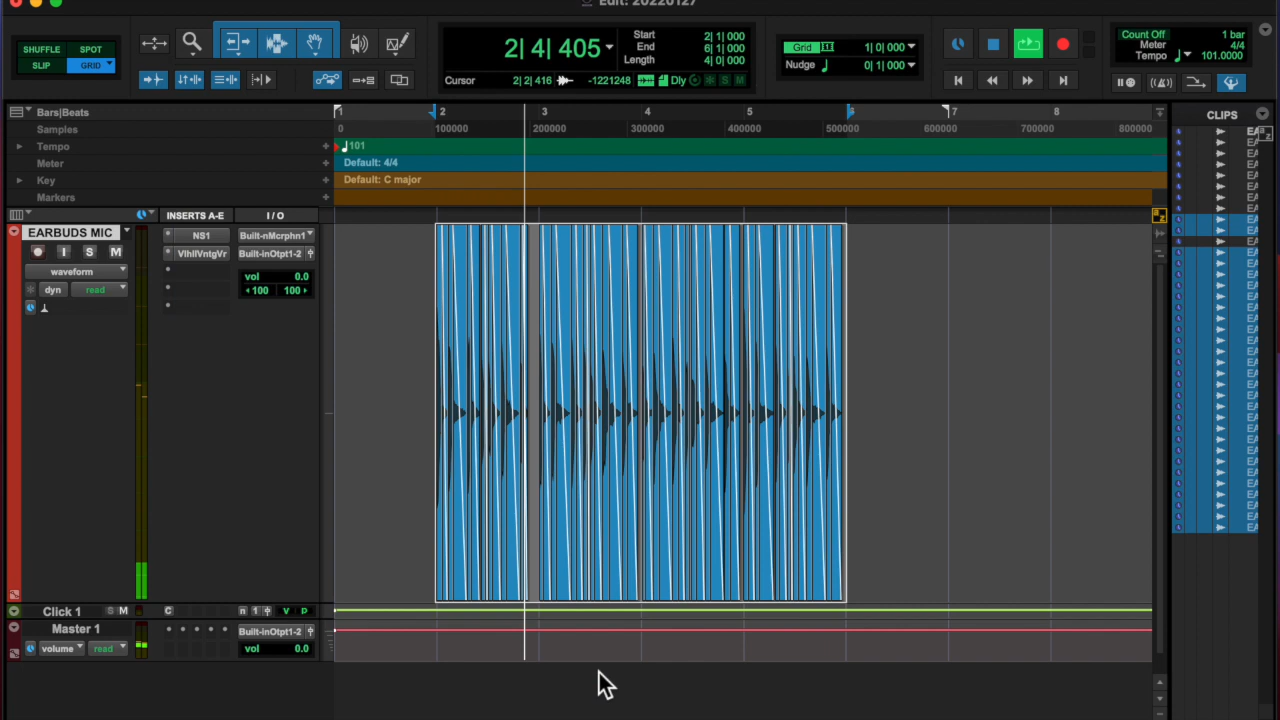 Edit: 20220127
SHUFFLE SPOT
SLIP GRID
2| 4| 405
Start 2| 1| 000
End 6| 1| 000
Length 4| 0| 000
Cursor 2| 2| 416 -1221248 Dly S M
Grid 1| 0| 000
Nudge 0| 1| 000
Count Off 1 bar
Meter 4/4
Tempo 101.0000
Bars|Beats 1 2 3 4 5 6 7 8
Samples 0 100000 200000 300000 400000 500000 600000 700000 800000
Tempo + 101
Meter + Default: 4/4
Key + Default: C major
Markers +
CLIPS
a z
INSERTS A-E I / O
EARBUDS MIC
I S M
waveform
dyn read
NS1 Built-nMcrphn1
VlhllVntgVr Built-inOtpt1-2
vol 0.0
100 100
Click 1 S M C n 1 V P
Master 1 Built-inOtpt1-2
volume read vol 0.0